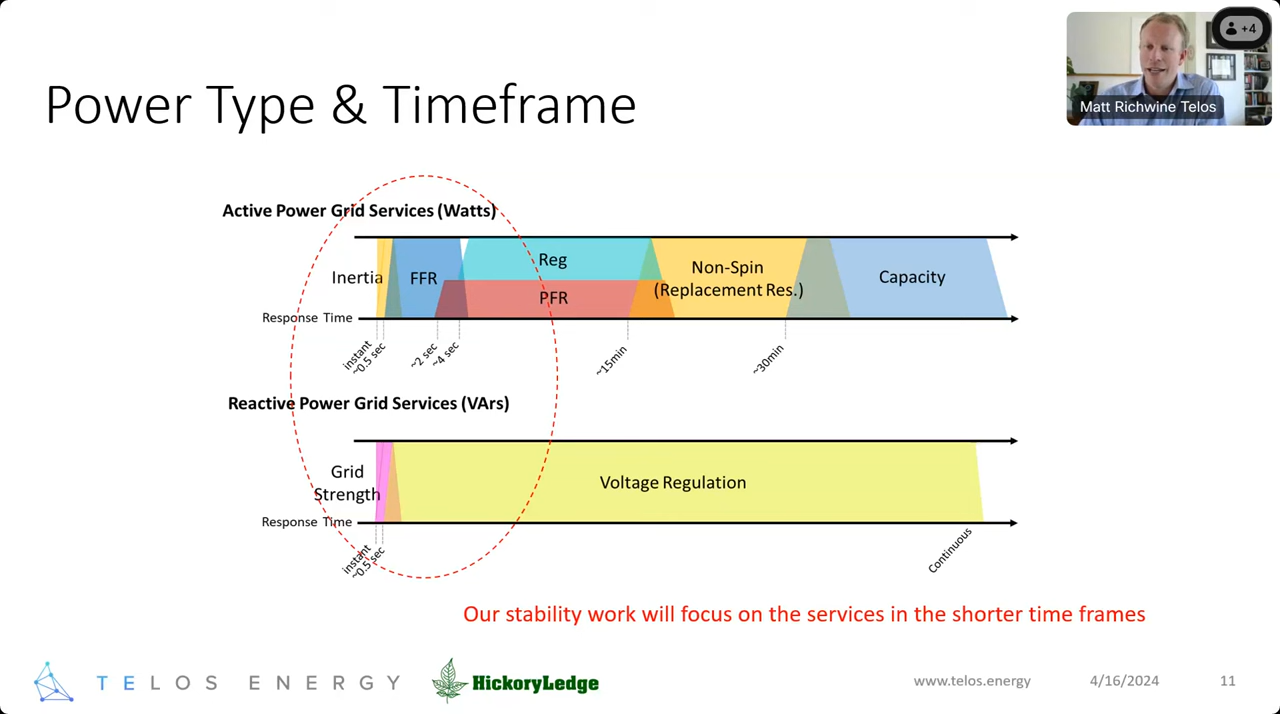 +4
Matt Richwine Telos
Power Type & Timeframe
Active Power Grid Services (Watts)
Inertia
FFR
Reg
PFR
Non-Spin
(Replacement Res.)
Capacity
Response Time
instant
~0.5 sec
~2 sec
~4 sec
~15min
~30min
Reactive Power Grid Services (VArs)
Grid
Strength
Voltage Regulation
Response Time
instant
~0.5 sec
Continuous
Our stability work will focus on the services in the shorter time frames
TELOS ENERGY
HickoryLedge
www.telos.energy
4/16/2024
11